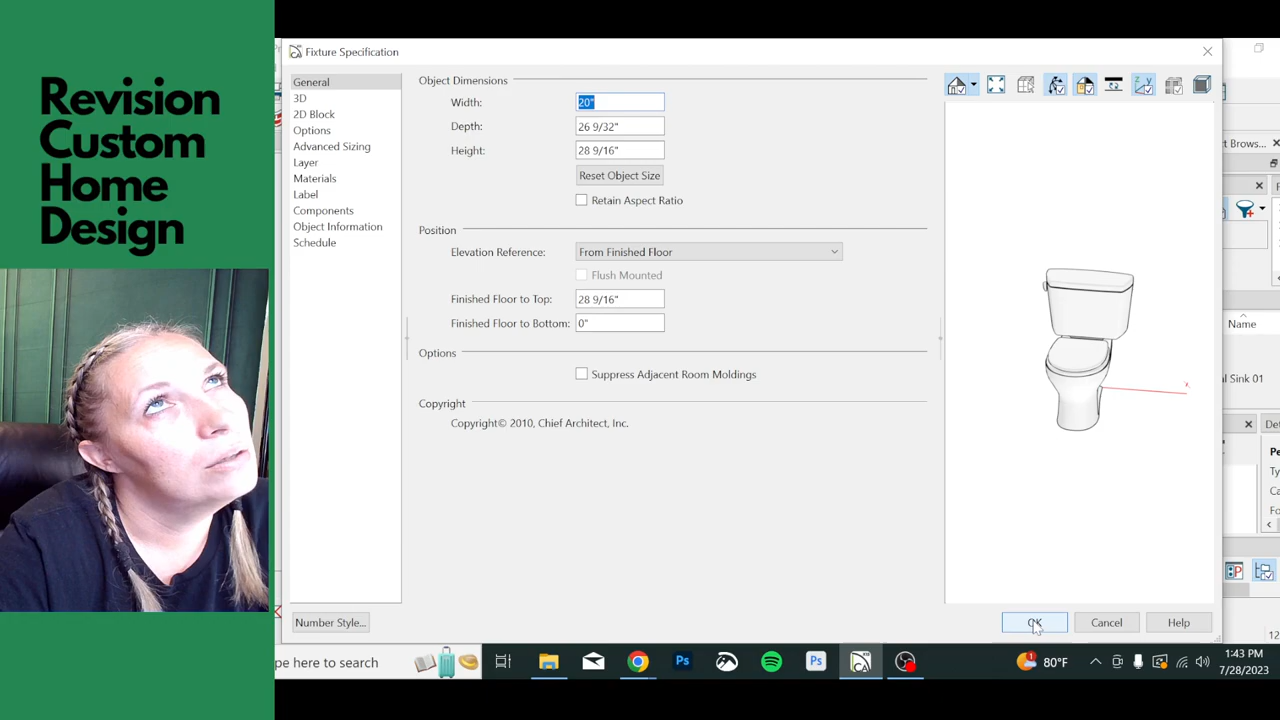 Revision
Custom
Home
Design
Fixture Specification
General
3D
2D Block
Options
Advanced Sizing
Layer
Materials
Label
Components
Object Information
Schedule
Number Style...
Object Dimensions
Width: 20"
Depth: 26 9/32"
Height: 28 9/16"
Reset Object Size
Retain Aspect Ratio
Position
Elevation Reference: From Finished Floor
Flush Mounted
Finished Floor to Top: 28 9/16"
Finished Floor to Bottom: 0"
Options
Suppress Adjacent Room Moldings
Copyright
Copyright© 2010, Chief Architect, Inc.
OK Cancel Help
Name
Sink 01
pe here to search
80°F
1:43 PM
7/28/2023